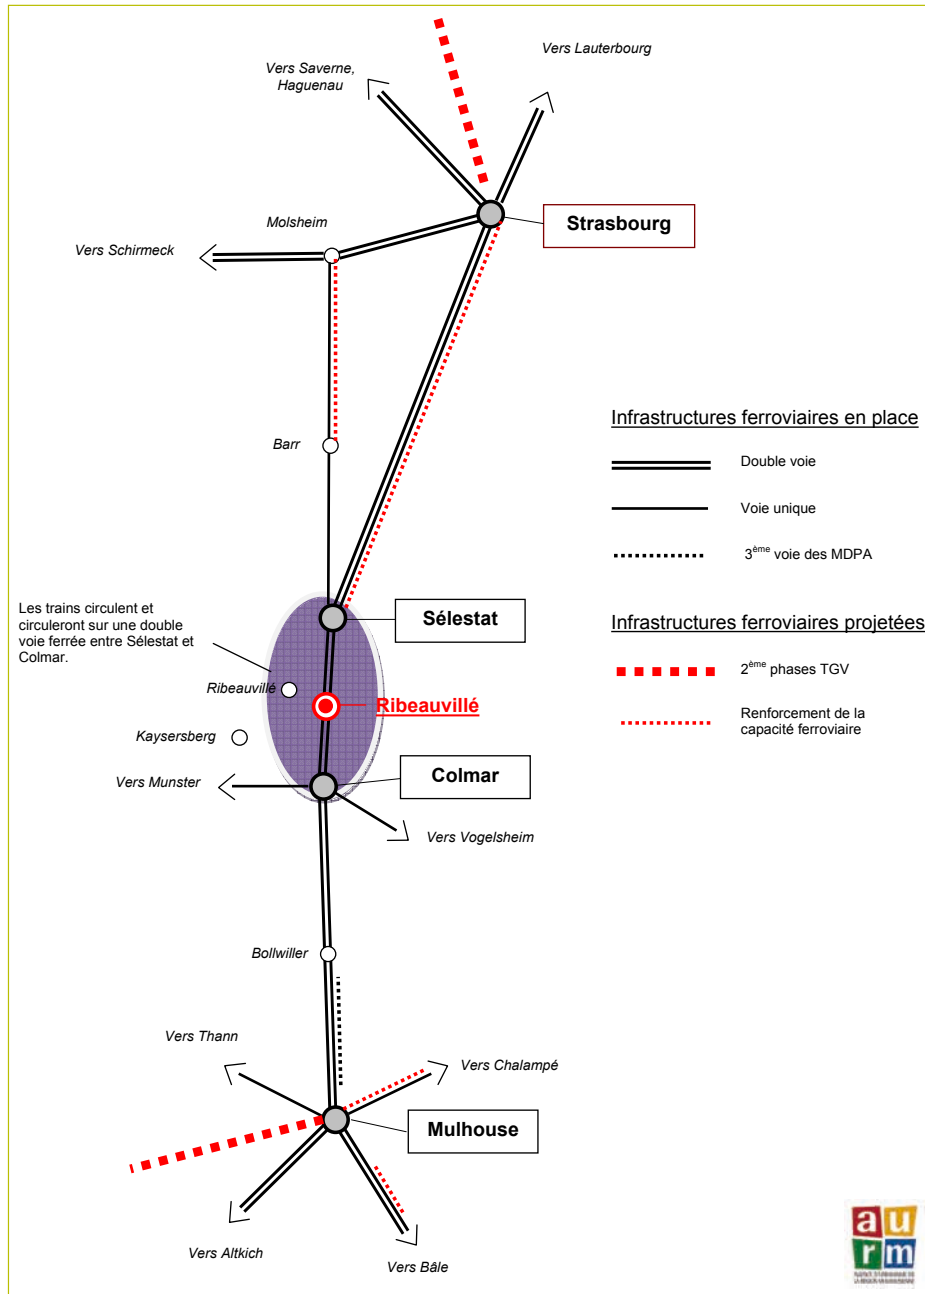 Vers Lauterbourg
Vers Saverne,
Haguenau
Strasbourg
Molsheim
Vers Schirmeck
Infrastructures ferroviaires en place
Double voie
Voie unique
3ème voie des MDPA
Infrastructures ferroviaires projetées
2ème phases TGV
Renforcement de la
capacité ferroviaire
Barr
Les trains circulent et
circuleront sur une double
voie ferrée entre Sélestat et
Colmar.
Sélestat
Ribeauvillé
Ribeauvillé
Kaysersberg
Colmar
Vers Munster
Vers Vogelsheim
Bollwiller
Vers Thann
Vers Chalampé
Mulhouse
Vers Altkich
Vers Bâle
a u
r m